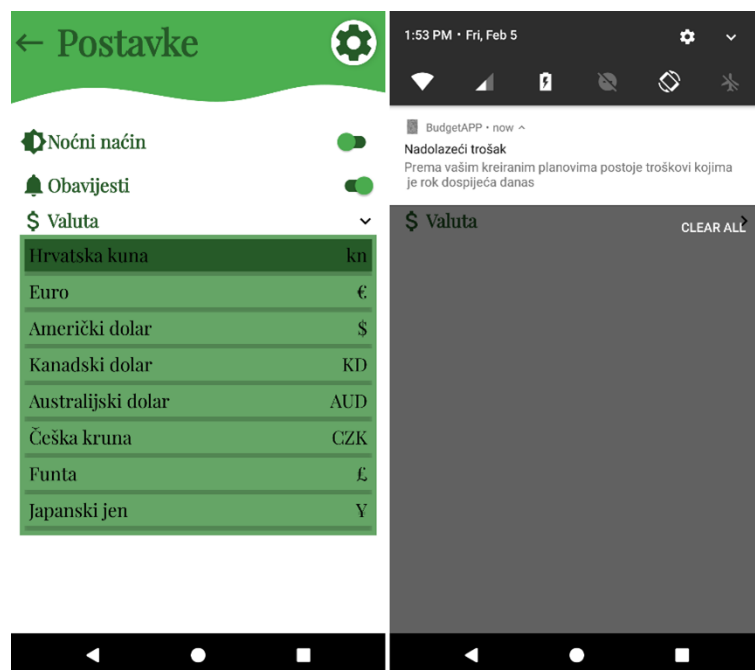 Postavke
Noćni naćin
Obavijesti
$ Valuta
Hrvatska kuna kn
Euro €
Američki dolar $
Kanadski dolar KD
Australijski dolar AUD
Češka kruna CZK
Funta £
Japanski jen ¥
1:53 PM • Fri, Feb 5
BudgetAPP • now
Nadolazeći trošak
Prema vašim kreiranim planovima postoje troškovi kojima
je rok dospijeća danas
$ Valuta
CLEAR ALL